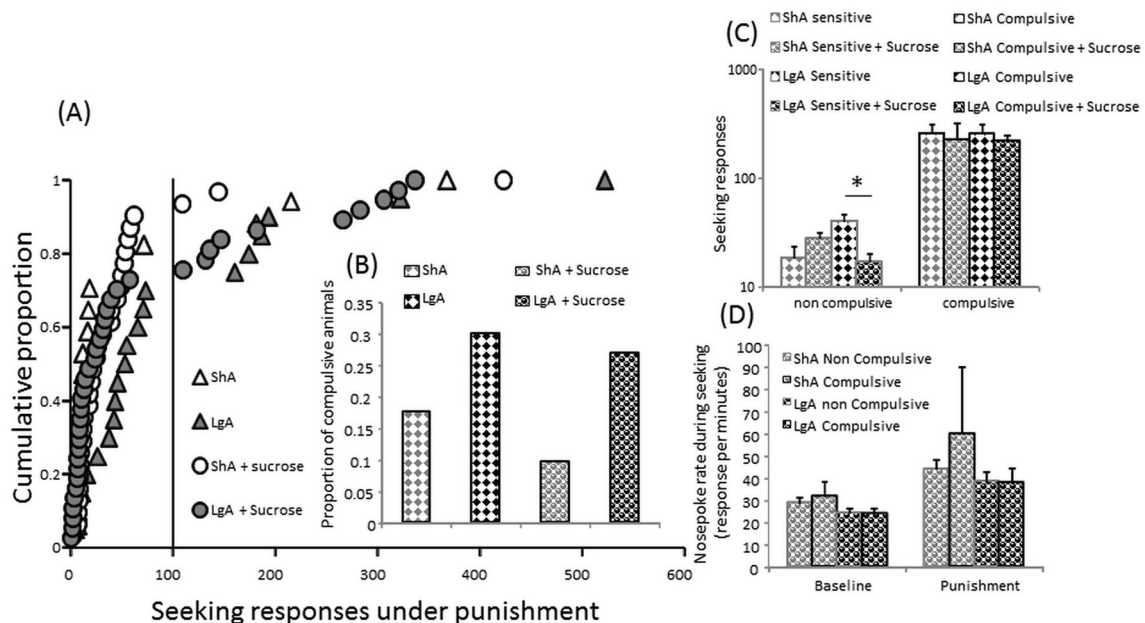 (A)
Cumulative proportion
1
0.8
0.6
0.4
0.2
0
0 100 200 300 400 500 600
Seeking responses under punishment
ShA
LgA
ShA + sucrose
LgA + Sucrose
(B)
Proportion of compulsive animals
ShA ShA + Sucrose
LgA LgA + Sucrose
0.4
0.35
0.3
0.25
0.2
0.15
0.1
0.05
0
(C)
ShA sensitive ShA Compulsive
ShA Sensitive + Sucrose ShA Compulsive + Sucrose
LgA Sensitive LgA Compulsive
LgA Sensitive + Sucrose LgA Compulsive + Sucrose
Seeking responses
1000
100
10
*
non compulsive compulsive
(D)
Nosepoke rate during seeking
(response per minutes)
100
90
80
70
60
50
40
30
20
10
0
ShA Non Compulsive
ShA Compulsive
LgA non Compulsive
LgA Compulsive
Baseline Punishment